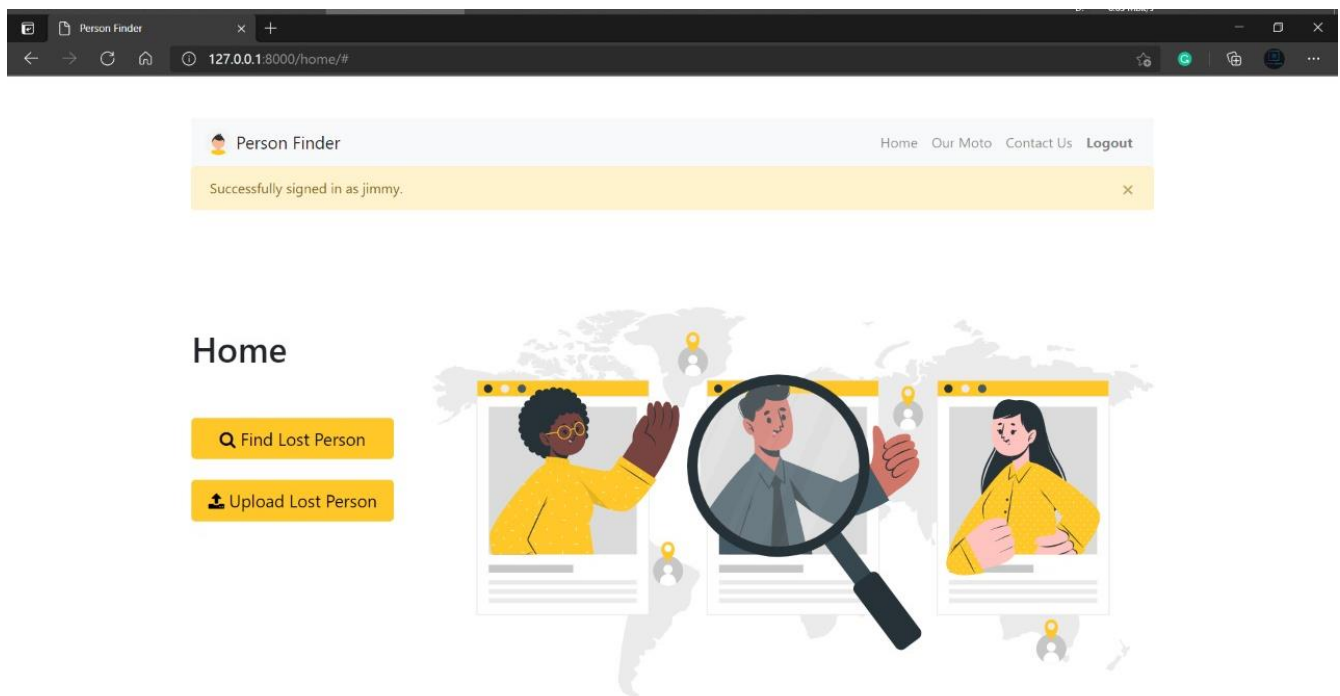 Person Finder
127.0.0.1:8000/home/#
Person Finder
Home Our Moto Contact Us Logout
Successfully signed in as jimmy.
Home
Find Lost Person
Upload Lost Person